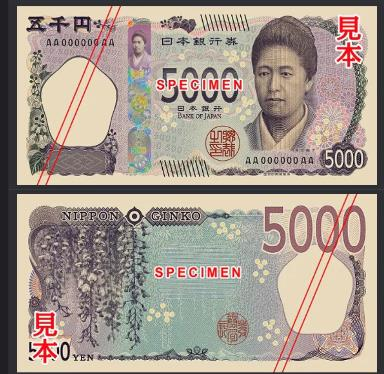 五千円
AA000000AA
日本銀行券
見本
5000
SPECIMEN
日本銀行
BANK OF JAPAN
AA000000AA
5000
NIPPON GINKO
5000
SPECIMEN
見本
5000 YEN